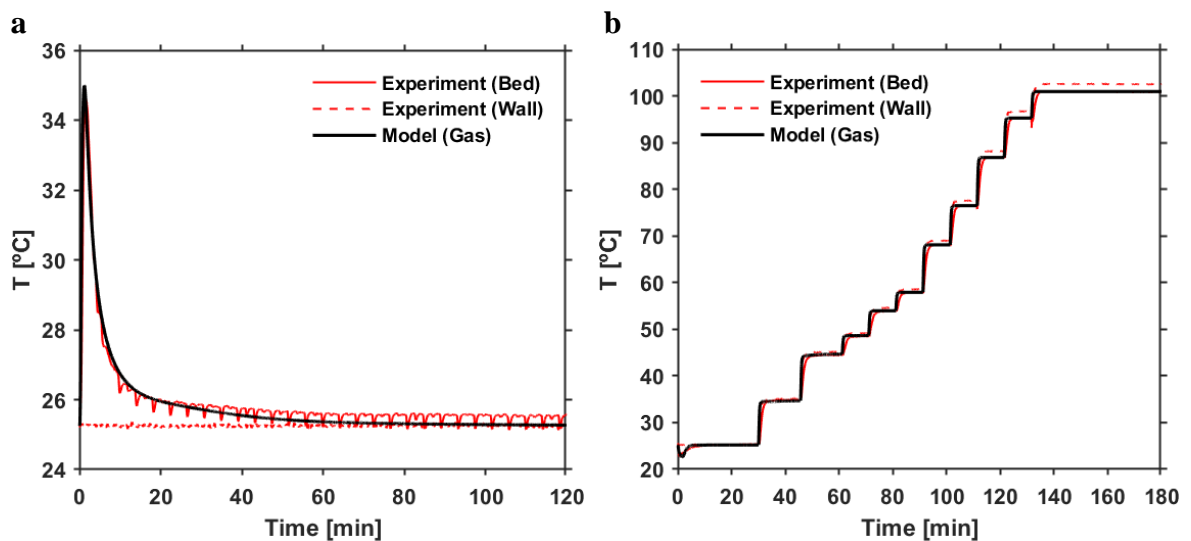 a
36
34
32
30
28
26
24
T [ºC]
0
20
40
60
80
100
120
Time [min]
Experiment (Bed)
Experiment (Wall)
Model (Gas)
b
110
100
90
80
70
60
50
40
30
20
T [ºC]
0
20
40
60
80
100
120
140
160
180
Time [min]
Experiment (Bed)
Experiment (Wall)
Model (Gas)